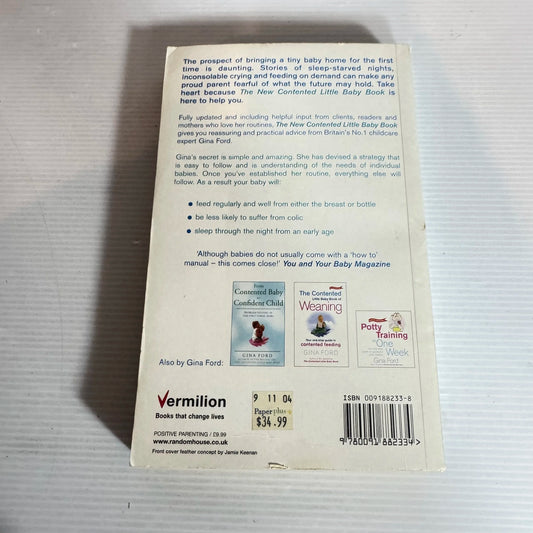 The prospect of bringing a tiny baby home for the first
time is daunting. Stories of sleep-starved nights,
inconsolable crying and feeding on demand can make any
proud parent fearful of what the future may hold. Take
heart because The New Contented Little Baby Book is
here to help you.
Fully updated and including helpful input from clients, readers and
mothers who love her routines, The New Contented Little Baby Book
gives you reassuring and practical advice from Britain's No.1 childcare
expert Gina Ford.
Gina's secret is simple and amazing. She has devised a strategy that
is easy to follow and is understanding of the needs of individual
babies. Once you've established her routine, everything else will
follow. As a result your baby will:
• feed regularly and well from either the breast or bottle
• be less likely to suffer from colic
• sleep through the night from an early age
'Although babies do not usually come with a 'how to'
manual – this comes close!' You and Your Baby Magazine
From
Contented Baby
to
Confident Child
GINA FORD
The Contented
Little Baby Book of
Weaning
contented feeding
GINA FORD
Potty
Training
in One
Week
Gina Ford
Also by Gina Ford:
Vermilion
Books that change lives
POSITIVE PARENTING / £9.99
www.randomhouse.co.uk
Front cover feather concept by Jamie Keenan
9 11 04
Paper plus +
$34.99
ISBN 009188233-8
9 780091 882334